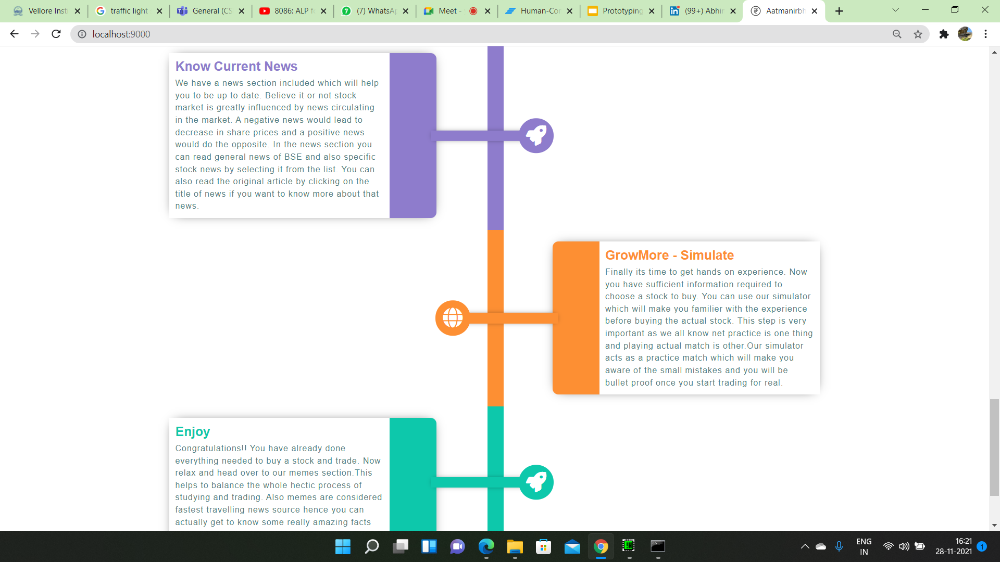 Vellore Insti
traffic light
General (CS
8086: ALP fo
(7) WhatsAp
Meet -
Human-Cor
Prototyping
(99+) Abhin
Aatmanirbh
localhost:9000
Know Current News
We have a news section included which will help
you to be up to date. Believe it or not stock
market is greatly influenced by news circulating
in the market. A negative news would lead to
decrease in share prices and a positive news
would do the opposite. In the news section you
can read general news of BSE and also specific
stock news by selecting it from the list. You can
also read the original article by clicking on the
title of news if you want to know more about that
news.
GrowMore - Simulate
Finally its time to get hands on experience. Now
you have sufficient information required to
choose a stock to buy. You can use our simulator
which will make you familier with the experience
before buying the actual stock. This step is very
important as we all know net practice is one thing
and playing actual match is other.Our simulator
acts as a practice match which will make you
aware of the small mistakes and you will be
bullet proof once you start trading for real.
Enjoy
Congratulations!! You have already done
everything needed to buy a stock and trade. Now
relax and head over to our memes section.This
helps to balance the whole hectic process of
studying and trading. Also memes are considered
fastest travelling news source hence you can
actually get to know some really amazing facts
ENG
IN
16:21
28-11-2021
1